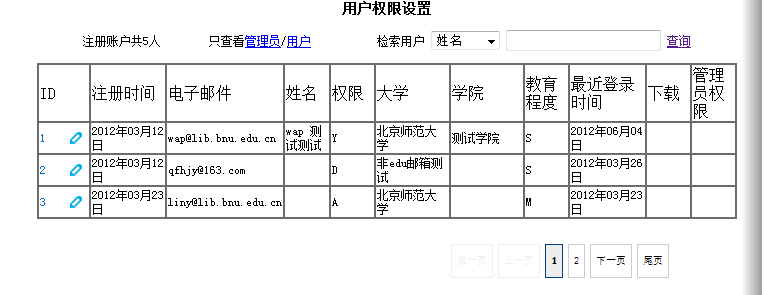 用户权限设置
注册账户共5人 只查看管理员/用户 检索用户 姓名 查询
ID 注册时间 电子邮件 姓名 权限 大学 学院 教育程度 最近登录时间 下载 管理员权限
1 2012年03月12日 wap@lib.bnu.edu.cn wap 测试测试 Y 北京师范大学 测试学院 S 2012年06月04日
2 2012年03月12日 qfhjy@163.com D 非edu邮箱测试 S 2012年03月26日
3 2012年03月23日 liny@lib.bnu.edu.cn A 北京师范大学 M 2012年03月23日
第一页 上一页 1 2 下一页 尾页